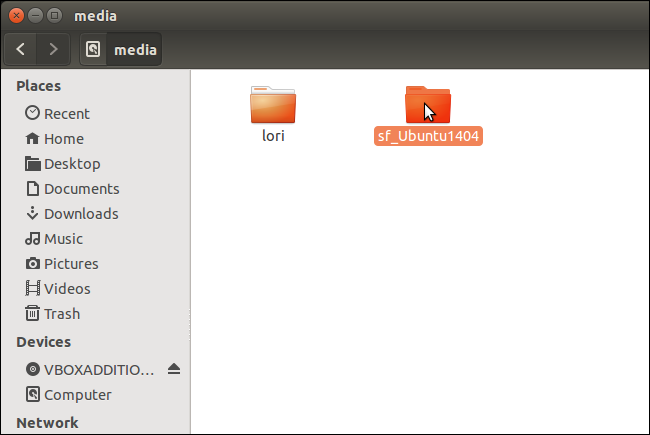 media
media
Places
Recent
Home
Desktop
Documents
Downloads
Music
Pictures
Videos
Trash
Devices
VBOXADDITIO...
Computer
Network
lori
sf_Ubuntu1404